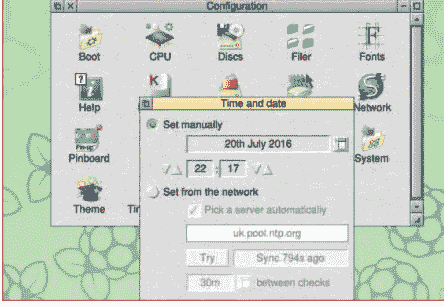 Configuration
Boot
CPU
Discs
Filer
Fonts
Help
Network
Time and date
Set manually
20th July 2016
22 : 17
Pinboard
System
Set from the network
Theme
Pick a server automatically
uk.pool.ntp.org
Try
Sync 794s ago
30m
between checks